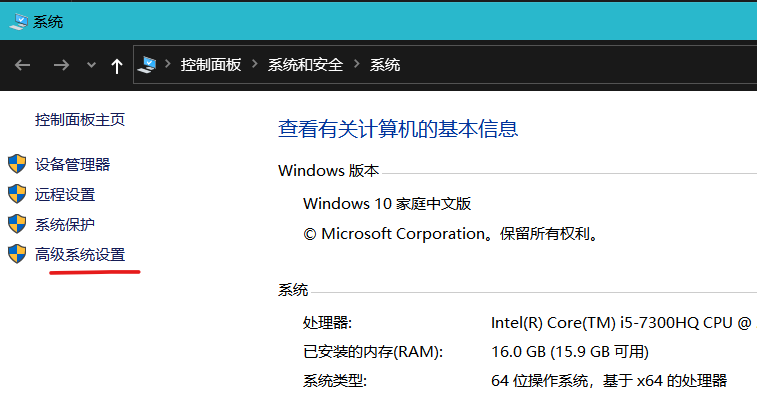 系统
控制面板 系统和安全 系统
控制面板主页
设备管理器
远程设置
系统保护
高级系统设置
查看有关计算机的基本信息
Windows 版本
Windows 10 家庭中文版
© Microsoft Corporation。保留所有权利。
系统
处理器: Intel(R) Core(TM) i5-7300HQ CPU @
已安装的内存(RAM): 16.0 GB (15.9 GB 可用)
系统类型: 64 位操作系统，基于 x64 的处理器